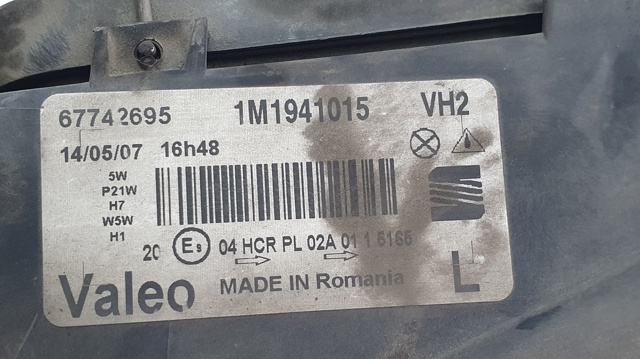 67742695 1M1941015 VH2
14/05/07 16h48
5W
P21W
H7
W5W
H1
20 E9 04 HCR PL 02A 01 1 5165
Valeo MADE IN Romania L